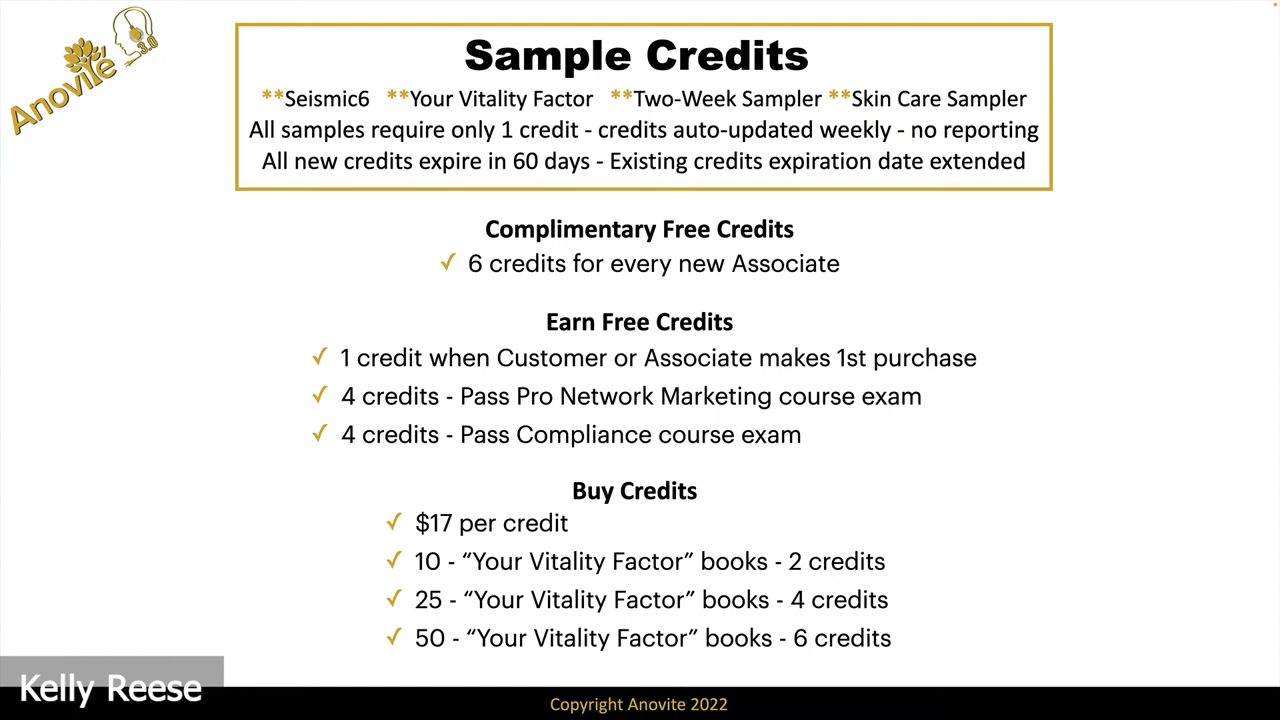 Anovite 3.0
Sample Credits
**Seismic6 **Your Vitality Factor **Two-Week Sampler **Skin Care Sampler
All samples require only 1 credit - credits auto-updated weekly - no reporting
All new credits expire in 60 days - Existing credits expiration date extended
Complimentary Free Credits
✓ 6 credits for every new Associate
Earn Free Credits
✓ 1 credit when Customer or Associate makes 1st purchase
✓ 4 credits - Pass Pro Network Marketing course exam
✓ 4 credits - Pass Compliance course exam
Buy Credits
✓ $17 per credit
✓ 10 - “Your Vitality Factor” books - 2 credits
✓ 25 - “Your Vitality Factor” books - 4 credits
✓ 50 - “Your Vitality Factor” books - 6 credits
Kelly Reese
Copyright Anovite 2022